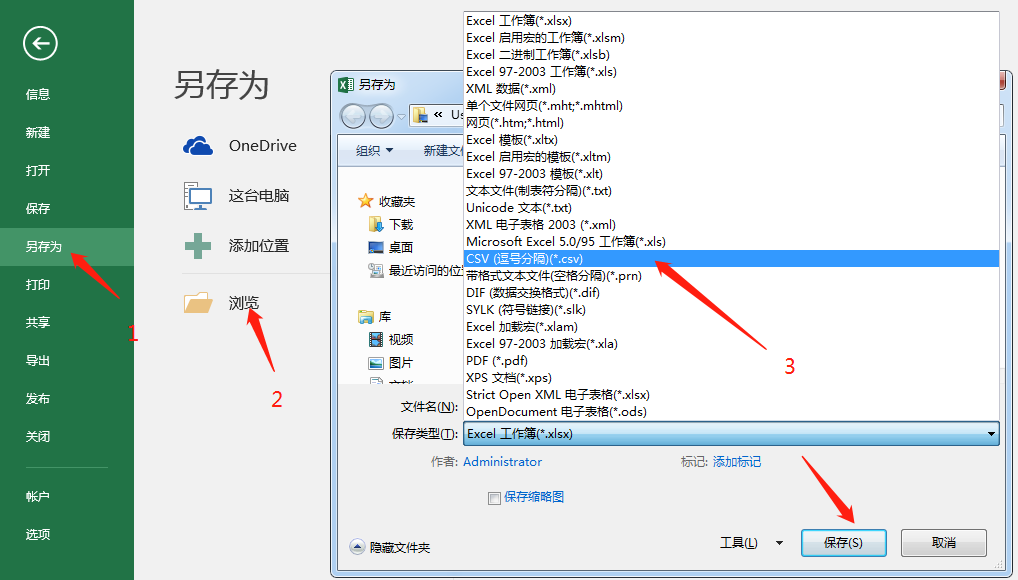 信息
新建
打开
保存
另存为
打印
共享
导出
发布
关闭
帐户
选项
1
另存为
OneDrive
这台电脑
添加位置
浏览
2
另存为
«
组织
新建文
收藏夹
下载
桌面
最近访问的位
库
视频
图片
Excel 工作簿(*.xlsx)
Excel 启用宏的工作簿(*.xlsm)
Excel 二进制工作簿(*.xlsb)
Excel 97-2003 工作簿(*.xls)
XML 数据(*.xml)
单个文件网页(*.mht;*.mhtml)
网页(*.htm;*.html)
Excel 模板(*.xltx)
Excel 启用宏的模板(*.xltm)
Excel 97-2003 模板(*.xlt)
文本文件(制表符分隔)(*.txt)
Unicode 文本(*.txt)
XML 电子表格 2003 (*.xml)
Microsoft Excel 5.0/95 工作簿(*.xls)
CSV (逗号分隔)(*.csv)
带格式文本文件(空格分隔)(*.prn)
DIF (数据交换格式)(*.dif)
SYLK (符号链接)(*.slk)
Excel 加载宏(*.xlam)
Excel 97-2003 加载宏(*.xla)
PDF (*.pdf)
XPS 文档(*.xps)
Strict Open XML 电子表格(*.xlsx)
OpenDocument 电子表格(*.ods)
3
文件名(N):
保存类型(T): Excel 工作簿(*.xlsx)
作者: Administrator 标记: 添加标记
保存缩略图
隐藏文件夹 工具(L) 保存(S) 取消